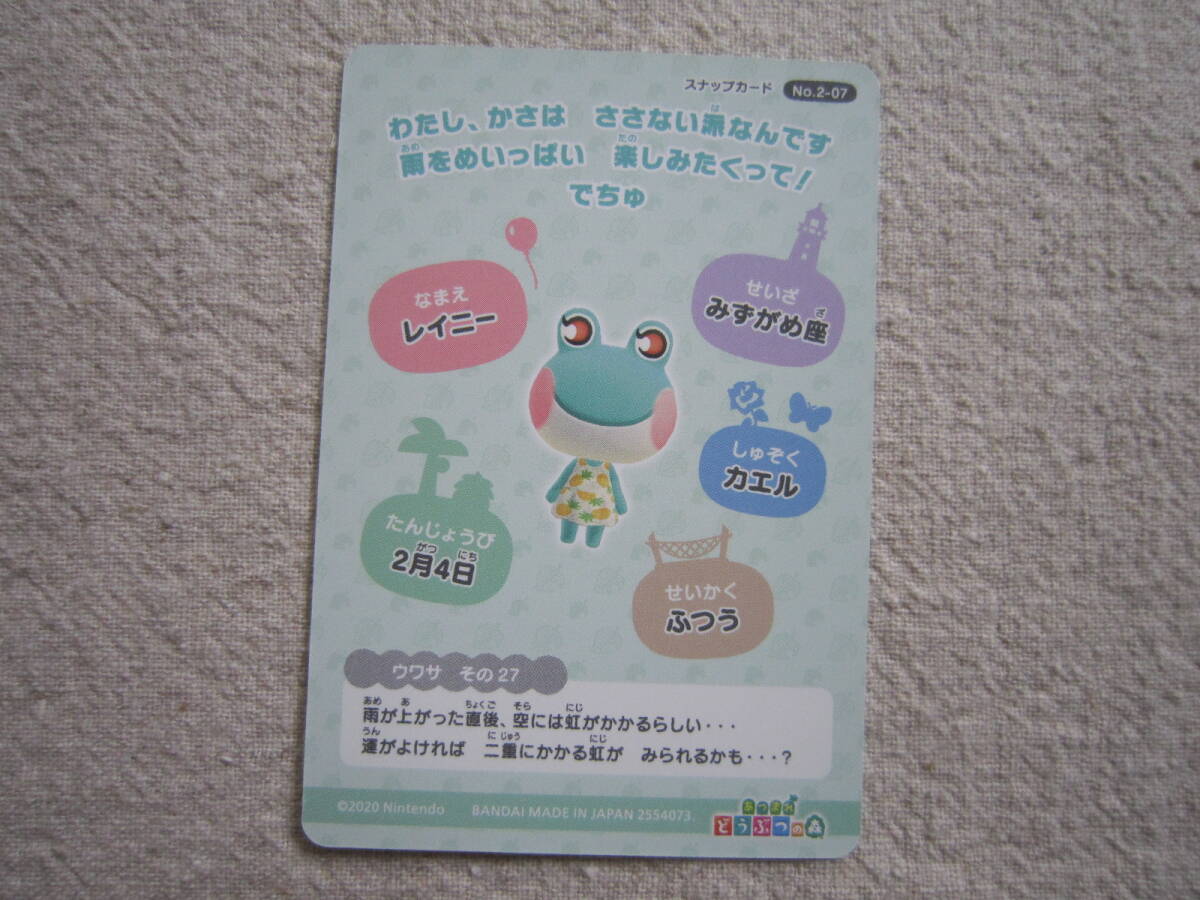 スナップカード No.2-07
わたし、かさは ささない派なんです
雨をめいっぱい 楽しみたくって!
でちゅ
なまえ
レイニー
せいざ
みずがめ座
しゅぞく
カエル
たんじょうび
2月4日
せいかく
ふつう
ウワサ その27
雨が上がった直後、空には虹がかかるらしい・・・
運がよければ 二重にかかる虹が みられるかも・・・?
©2020 Nintendo BANDAI MADE IN JAPAN 2554073.
あつまれ
どうぶつの森